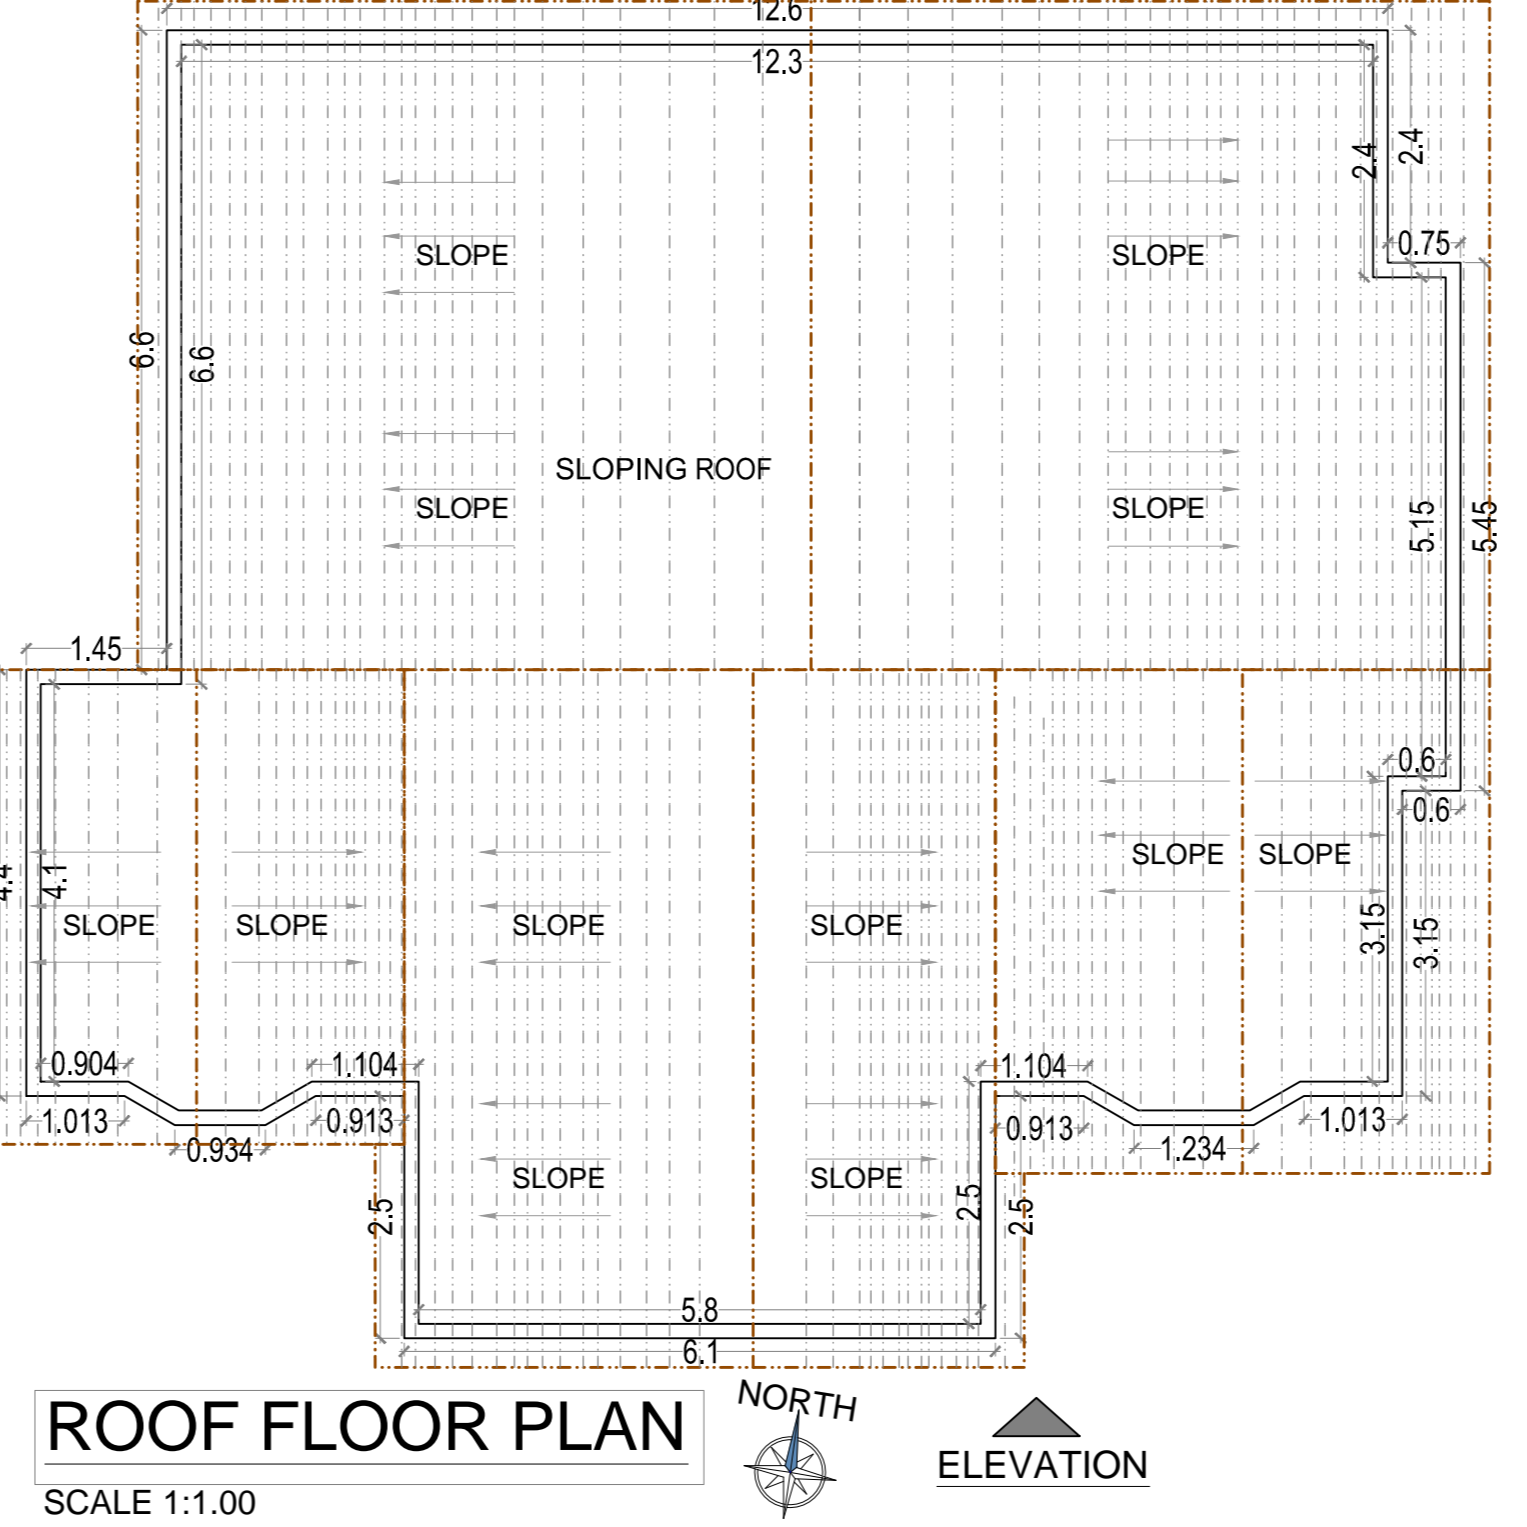 12.6
12.3
2.4
2.4
0.75
SLOPE
SLOPE
6.6
6.6
SLOPING ROOF
SLOPE
SLOPE
5.15
5.45
1.45
0.6
0.6
4.4
4.1
SLOPE
SLOPE
SLOPE
SLOPE
SLOPE
SLOPE
3.15
3.15
0.904
1.104
1.104
1.013
0.913
0.934
0.913
1.013
1.234
SLOPE
SLOPE
2.5
2.5
2.5
5.8
6.1
ROOF FLOOR PLAN
SCALE 1:1.00
NORTH
ELEVATION